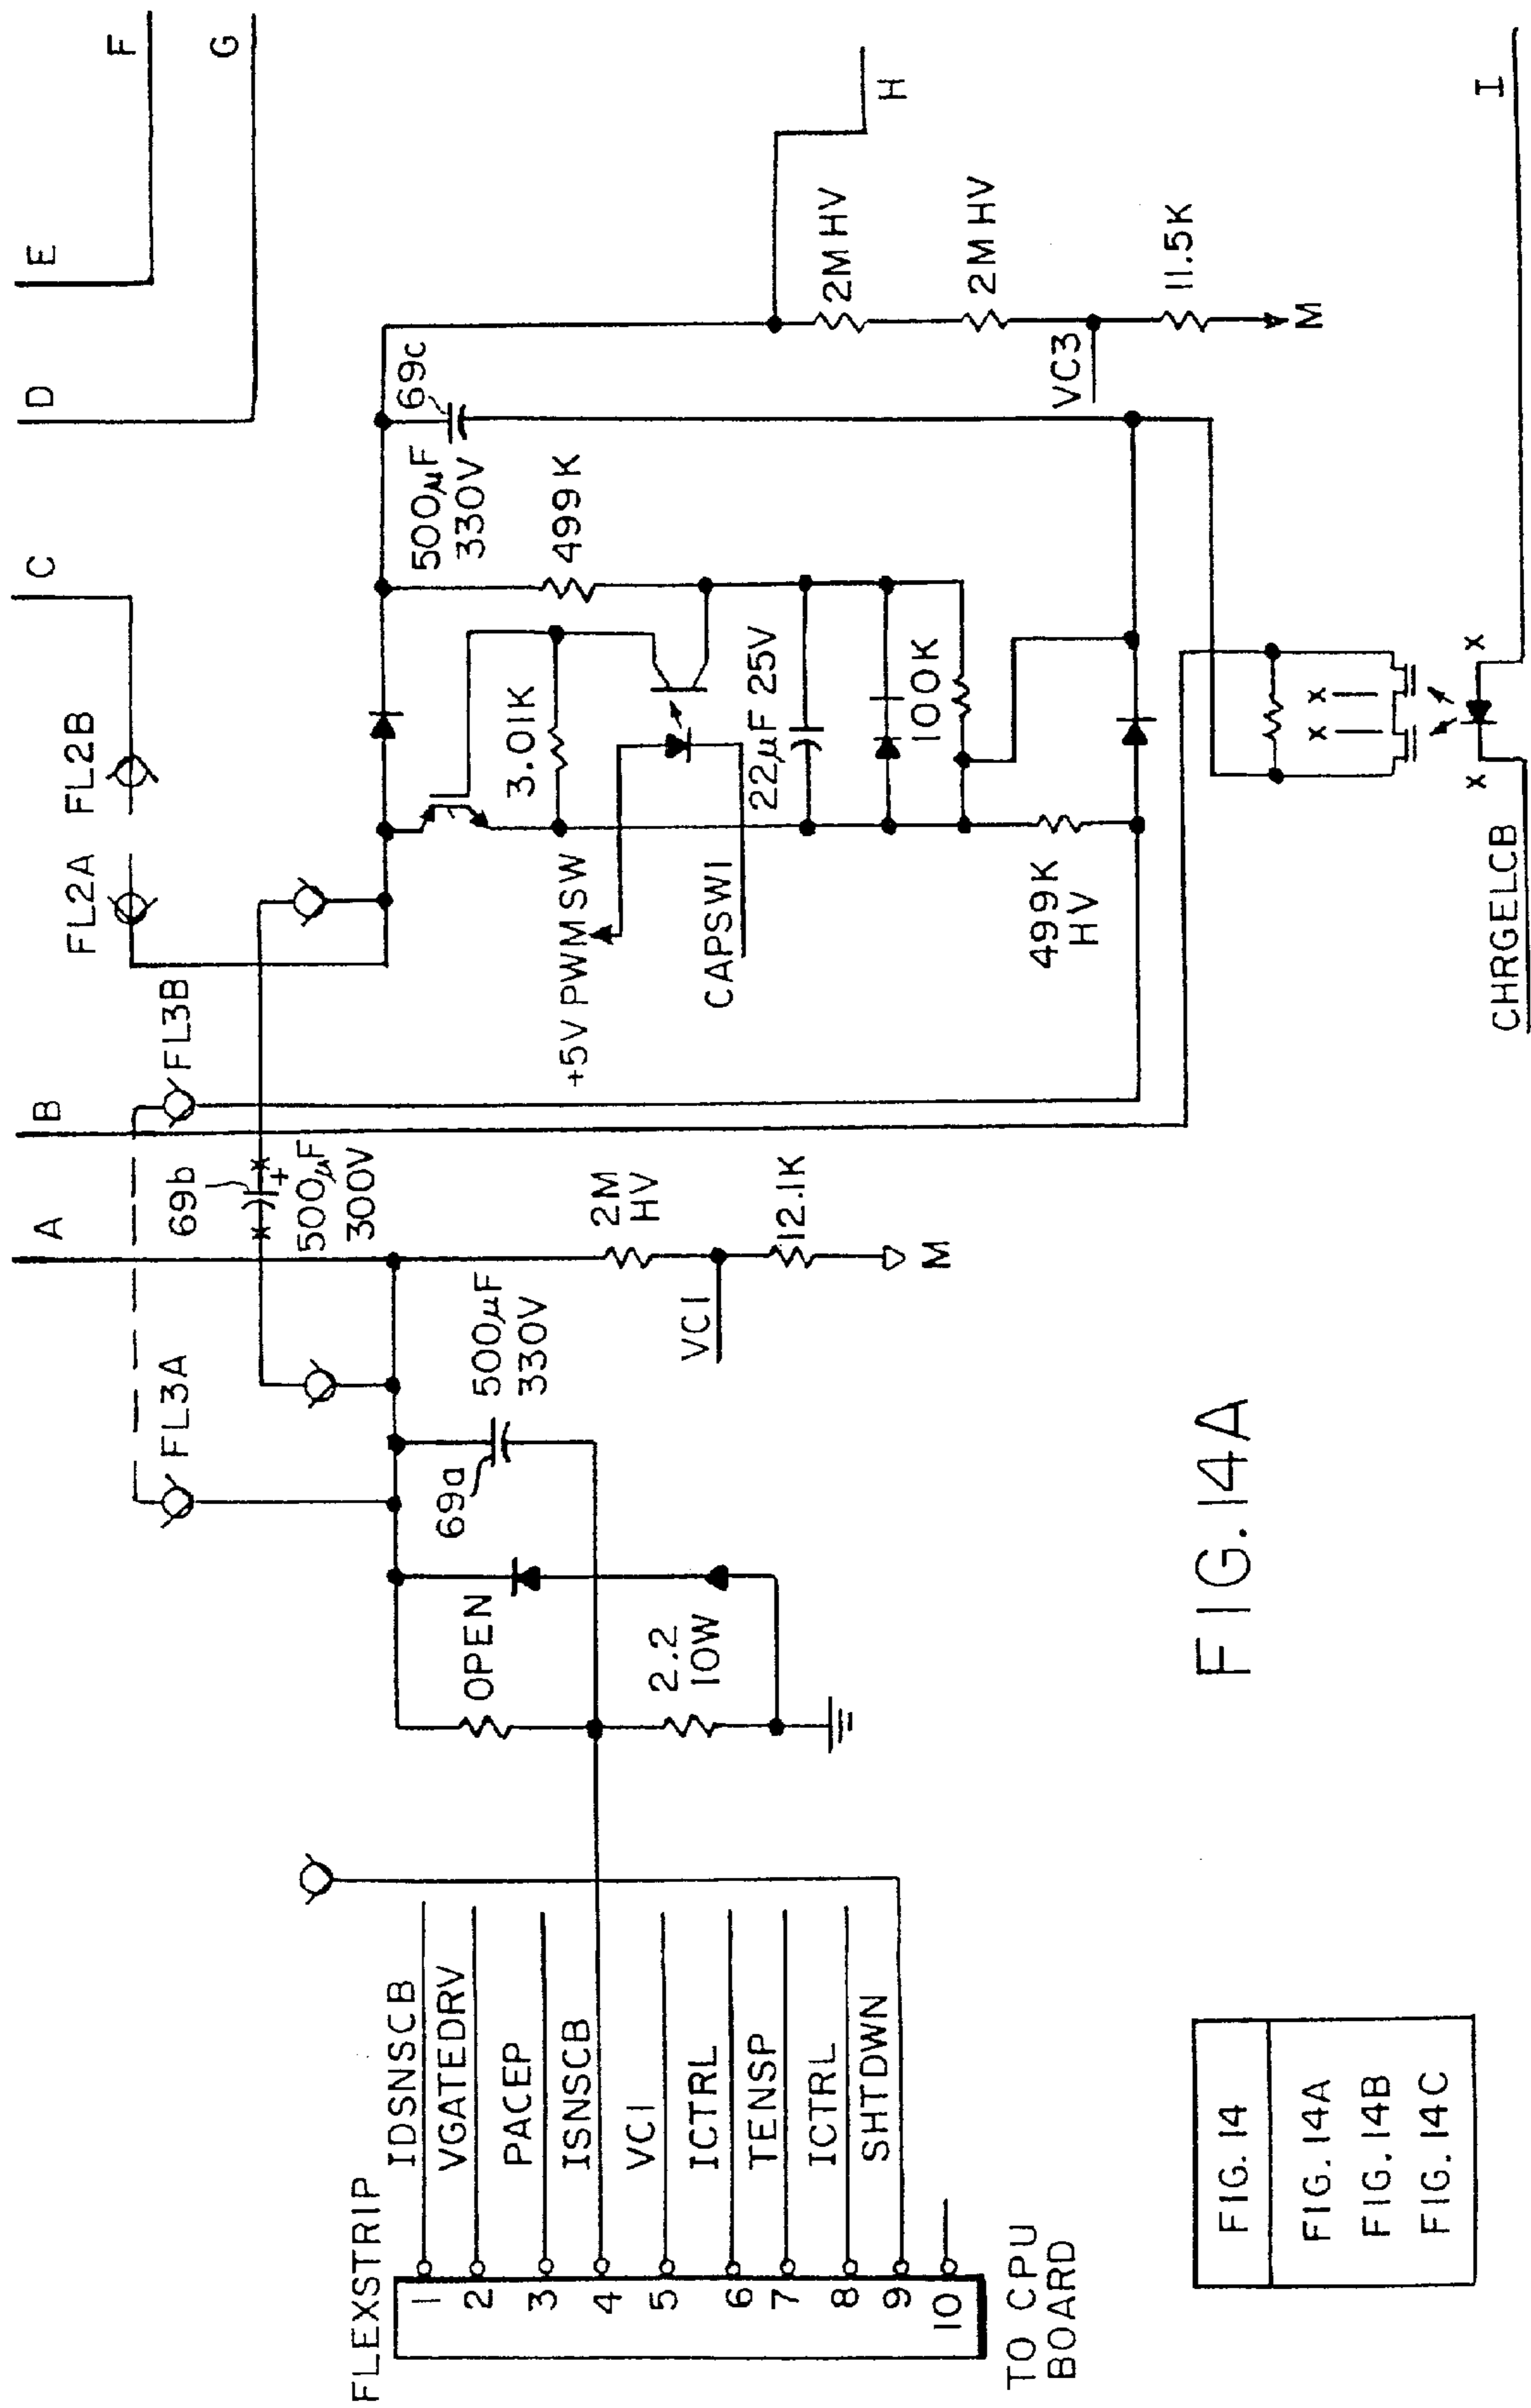 FLEXSTRIP
1 IDSNSCB
2 VGATEDRV
3 PACEP
4 ISNSCB
5 VC1
6 ICTRL
7 TENSP
8 ICTRL
9 SHTDWN
10
TO CPU
BOARD
OPEN
2.2
10W
FL3A
69a
500µF
330V
A
VC1
2M
HV
12.1K
M
69b
+
500µF
300V
B
FL3B
FL2A
FL2B
C
D
E
F
G
+5V PWMSW
CAPSW1
3.01K
22µF 25V
100K
499K
HV
499K
500µF
330V
69c
H
2M HV
2M HV
VC3
11.5K
M
x
x
x
x
CHRGELCB
I
FIG. 14A
FIG. 14
FIG. 14A
FIG. 14B
FIG. 14C